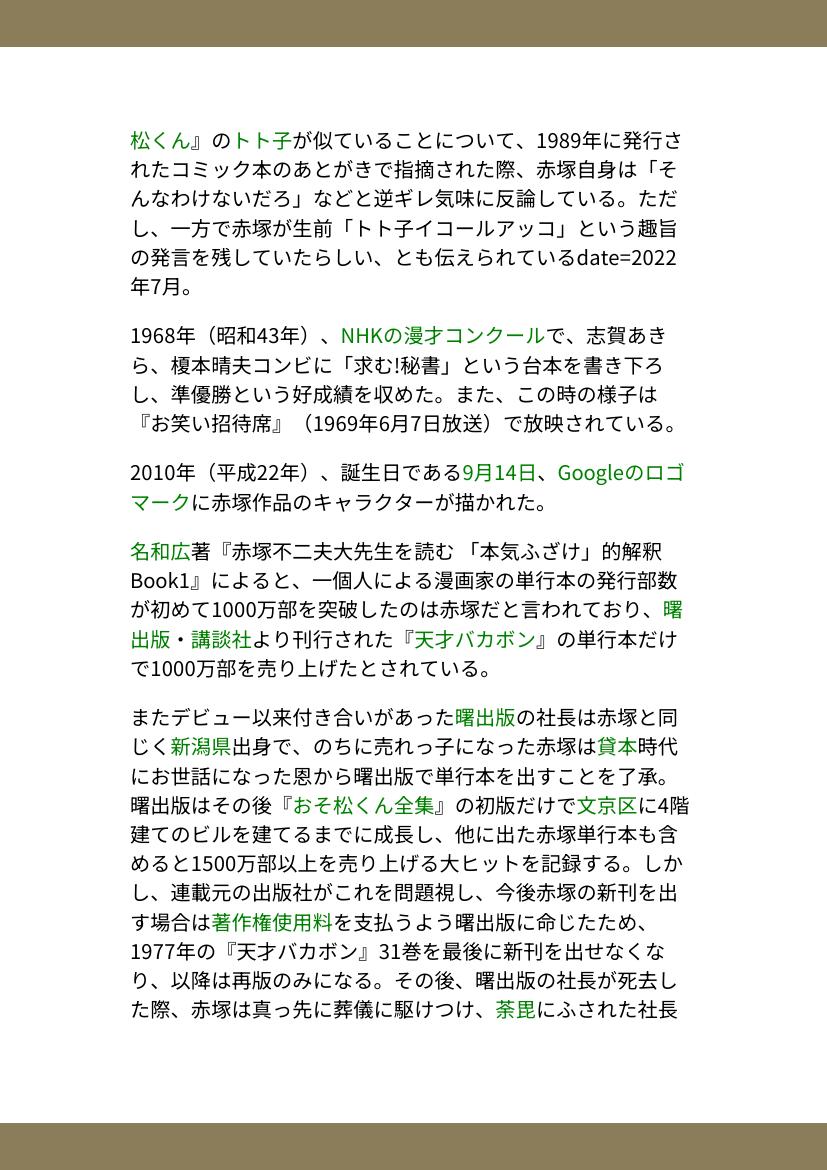 松くん』のトト子が似ていることについて、1989年に発行さ
れたコミック本のあとがきで指摘された際、赤塚自身は「そ
んなわけないだろ」などと逆ギレ気味に反論している。ただ
し、一方で赤塚が生前「トト子イコールアッコ」という趣旨
の発言を残していたらしい、とも伝えられているdate=2022
年7月。
1968年（昭和43年）、NHKの漫才コンクールで、志賀あき
ら、榎本晴夫コンビに「求む!秘書」という台本を書き下ろ
し、準優勝という好成績を収めた。また、この時の様子は
『お笑い招待席』（1969年6月7日放送）で放映されている。
2010年（平成22年）、誕生日である9月14日、Googleのロゴ
マークに赤塚作品のキャラクターが描かれた。
名和広著『赤塚不二夫大先生を読む 「本気ふざけ」的解釈
Book1』によると、一個人による漫画家の単行本の発行部数
が初めて1000万部を突破したのは赤塚だと言われており、曙
出版・講談社より刊行された『天才バカボン』の単行本だけ
で1000万部を売り上げたとされている。
またデビュー以来付き合いがあった曙出版の社長は赤塚と同
じく新潟県出身で、のちに売れっ子になった赤塚は貸本時代
にお世話になった恩から曙出版で単行本を出すことを了承。
曙出版はその後『おそ松くん全集』の初版だけで文京区に4階
建てのビルを建てるまでに成長し、他に出た赤塚単行本も含
めると1500万部以上を売り上げる大ヒットを記録する。しか
し、連載元の出版社がこれを問題視し、今後赤塚の新刊を出
す場合は著作権使用料を支払うよう曙出版に命じたため、
1977年の『天才バカボン』31巻を最後に新刊を出せなくな
り、以降は再版のみになる。その後、曙出版の社長が死去し
た際、赤塚は真っ先に葬儀に駆けつけ、荼毘にふされた社長